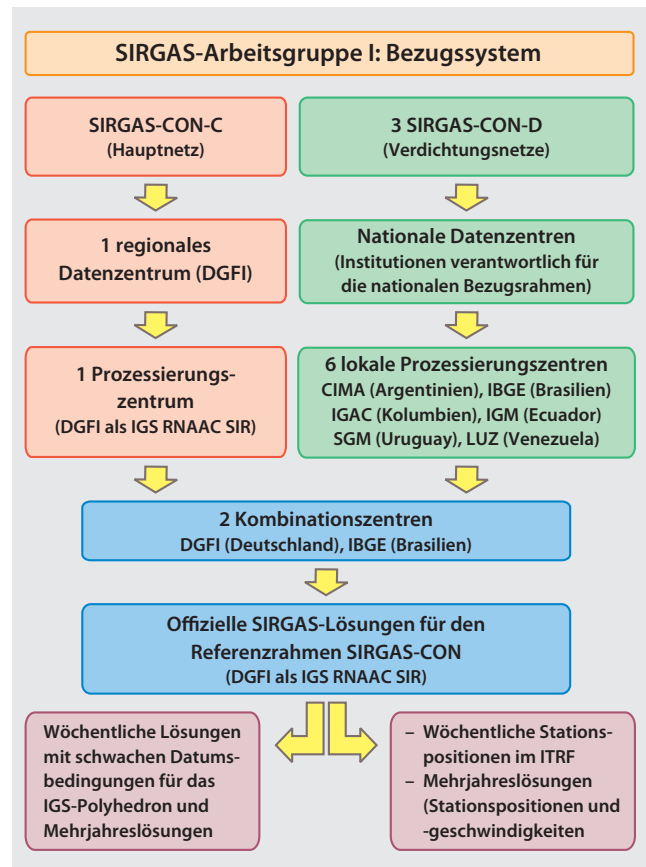 SIRGAS-Arbeitsgruppe I: Bezugssystem
SIRGAS-CON-C
(Hauptnetz)
3 SIRGAS-CON-D
(Verdichtungsnetze)
1 regionales
Datenzentrum (DGFI)
Nationale Datenzentren
(Institutionen verantwortlich für
die nationalen Bezugsrahmen)
1 Prozessierungs-
zentrum
(DGFI als IGS RNAAC SIR)
6 lokale Prozessierungszentren
CIMA (Argentinien), IBGE (Brasilien)
IGAC (Kolumbien), IGM (Ecuador)
SGM (Uruguay), LUZ (Venezuela)
2 Kombinationszentren
DGFI (Deutschland), IBGE (Brasilien)
Offizielle SIRGAS-Lösungen für den
Referenzrahmen SIRGAS-CON
(DGFI als IGS RNAAC SIR)
Wöchentliche Lösungen
mit schwachen Datums-
bedingungen für das
IGS-Polyhedron und
Mehrjahreslösungen
– Wöchentliche Stations-
positionen im ITRF
– Mehrjahreslösungen
(Stationspositionen und
-geschwindigkeiten